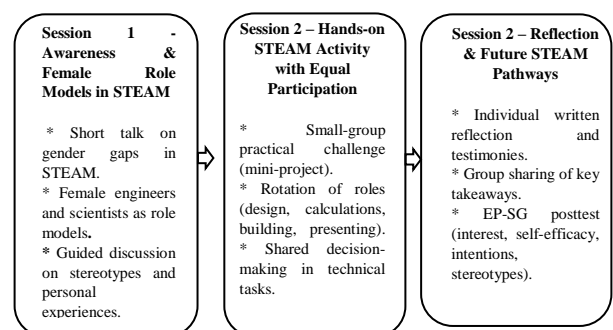 Session 1 -
Awareness &
Female Role
Models in STEAM
* Short talk on
gender gaps in
STEAM.
* Female engineers
and scientists as role
models.
* Guided discussion
on stereotypes and
personal
experiences.
Session 2 – Hands-on
STEAM Activity
with Equal
Participation
* Small-group
practical challenge
(mini-project).
* Rotation of roles
(design, calculations,
building, presenting).
* Shared decision-
making in technical
tasks.
Session 2 – Reflection
& Future STEAM
Pathways
* Individual written
reflection and
testimonies.
* Group sharing of key
takeaways.
* EP-SG posttest
(interest, self-efficacy,
intentions,
stereotypes).